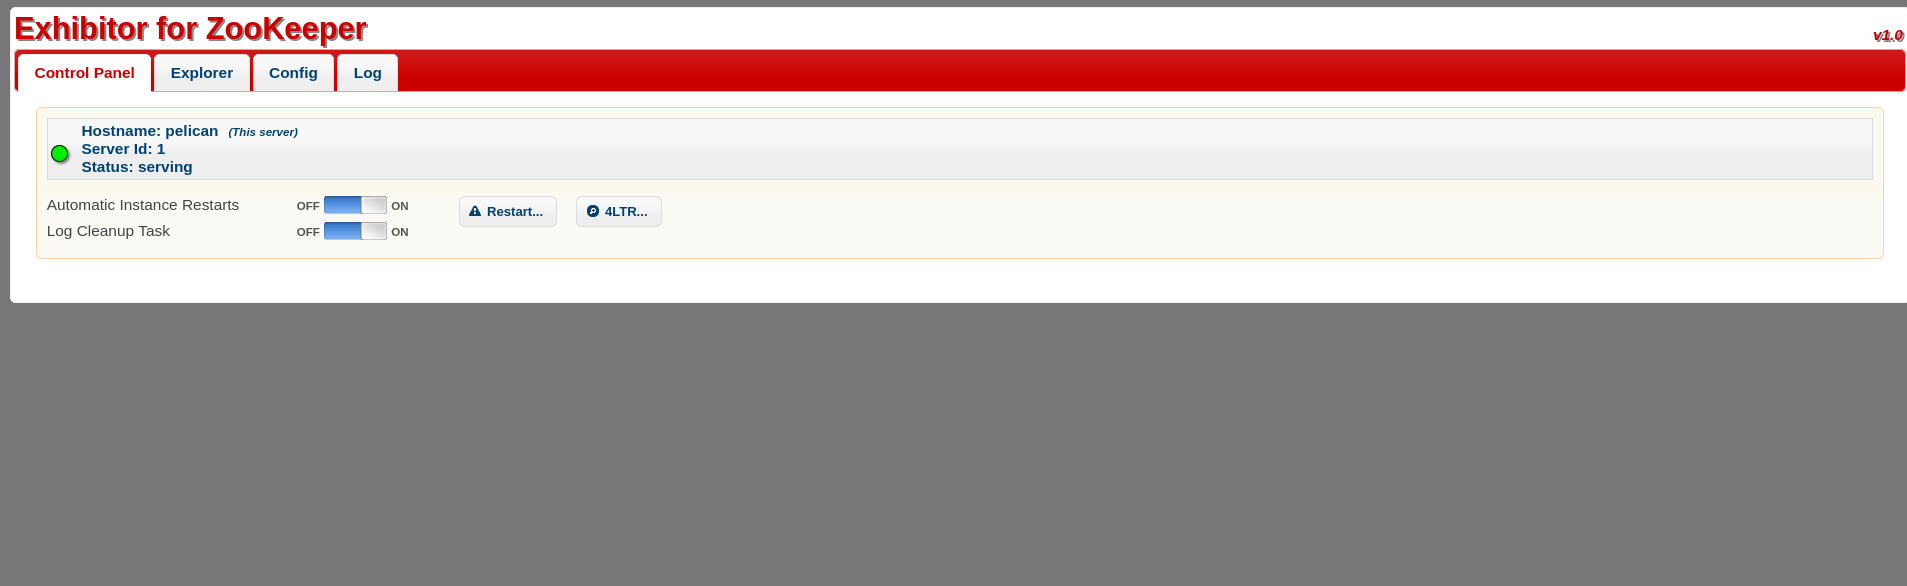 Exhibitor for ZooKeeper
v1.0
Control Panel Explorer Config Log
Hostname: pelican (This server)
Server Id: 1
Status: serving
Automatic Instance Restarts OFF ON Restart... 4LTR...
Log Cleanup Task OFF ON